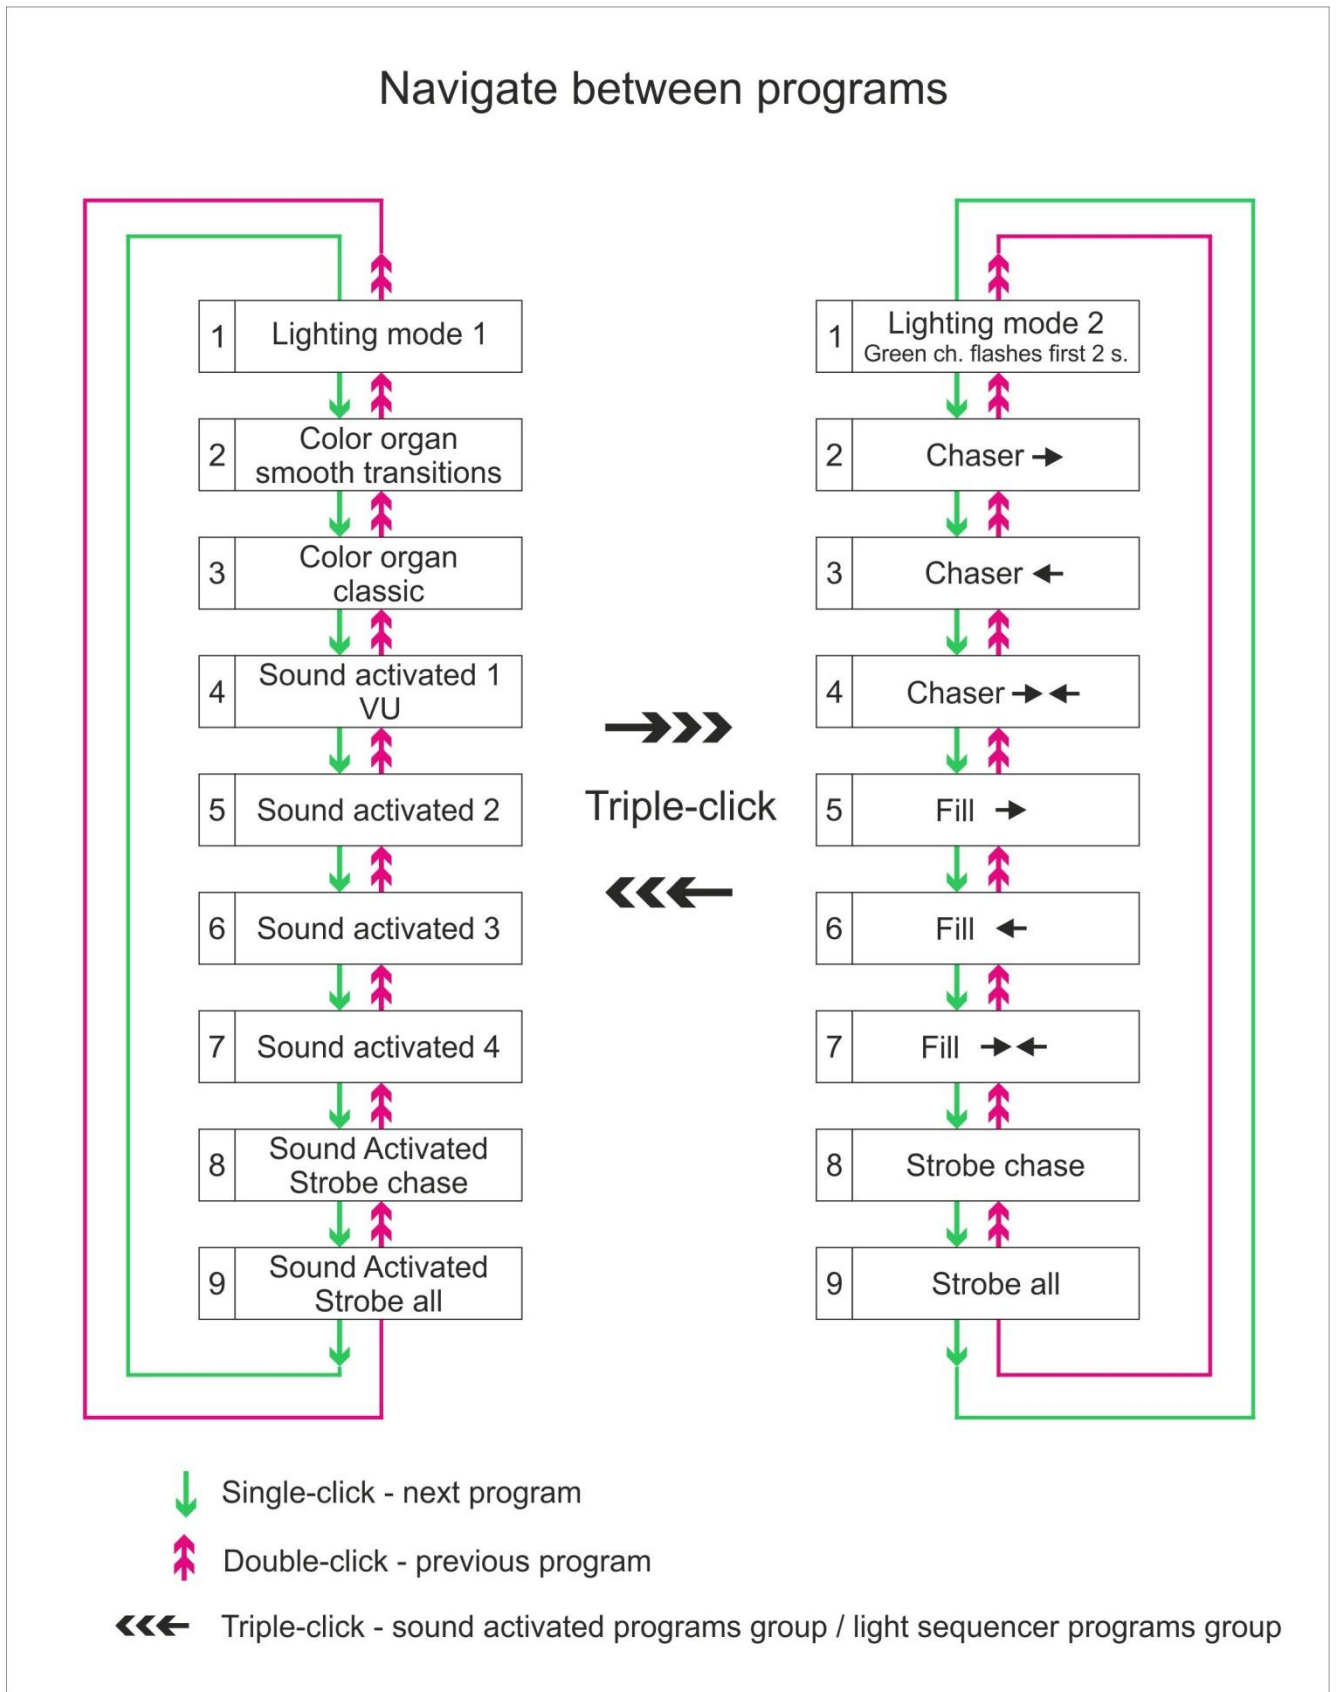 Navigate between programs
1 Lighting mode 1
2 Color organ
smooth transitions
3 Color organ
classic
4 Sound activated 1
VU
5 Sound activated 2
6 Sound activated 3
7 Sound activated 4
8 Sound Activated
Strobe chase
9 Sound Activated
Strobe all
Triple-click
1 Lighting mode 2
Green ch. flashes first 2 s.
2 Chaser
3 Chaser
4 Chaser
5 Fill
6 Fill
7 Fill
8 Strobe chase
9 Strobe all
Single-click - next program
Double-click - previous program
Triple-click - sound activated programs group / light sequencer programs group